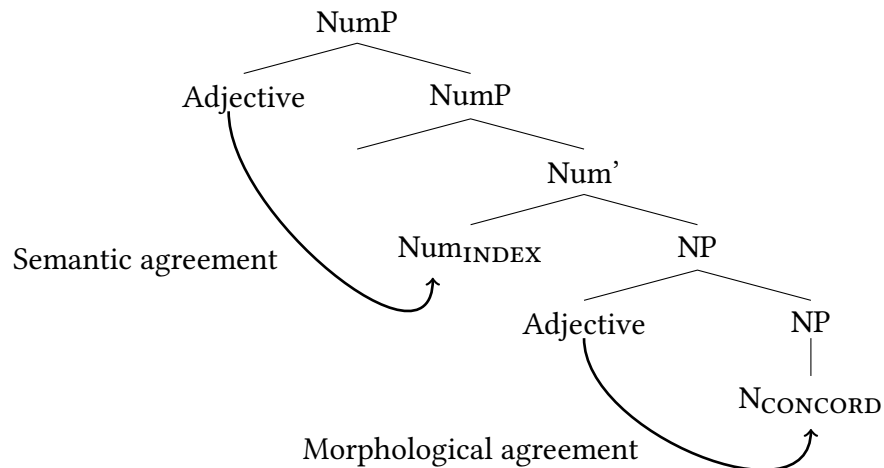 NumP
Adjective NumP
Num’
Semantic agreement NumINDEX NP
Adjective NP
NCONCORD
Morphological agreement